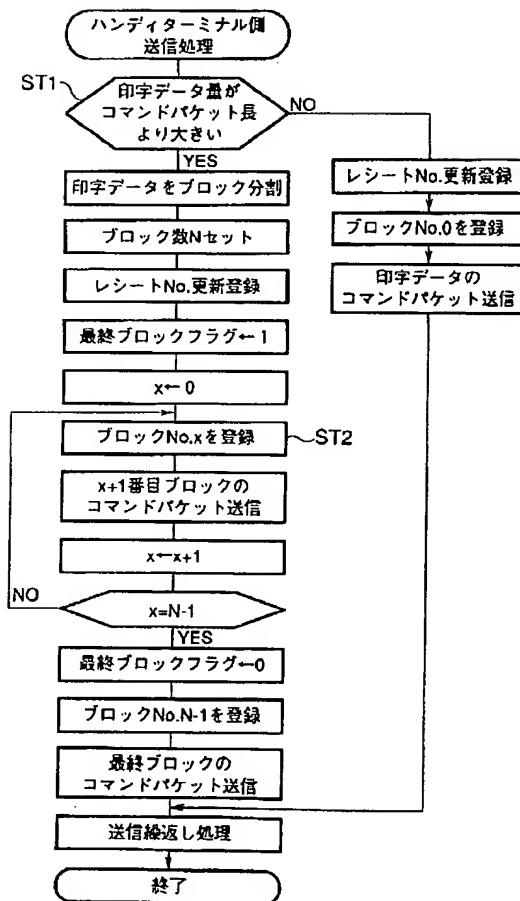 ハンディターミナル側
送信処理
ST1
印字データ量が
コマンドパケット長
より大きい
NO
YES
印字データをブロック分割
ブロック数Nセット
レシートNo.更新登録
最終ブロックフラグ←1
x←0
ブロックNo.xを登録
ST2
x+1番目ブロックの
コマンドパケット送信
x←x+1
NO
x=N-1
YES
最終ブロックフラグ←0
ブロックNo.N-1を登録
最終ブロックの
コマンドパケット送信
レシートNo.更新登録
ブロックNo.0を登録
印字データの
コマンドパケット送信
送信繰返し処理
終了